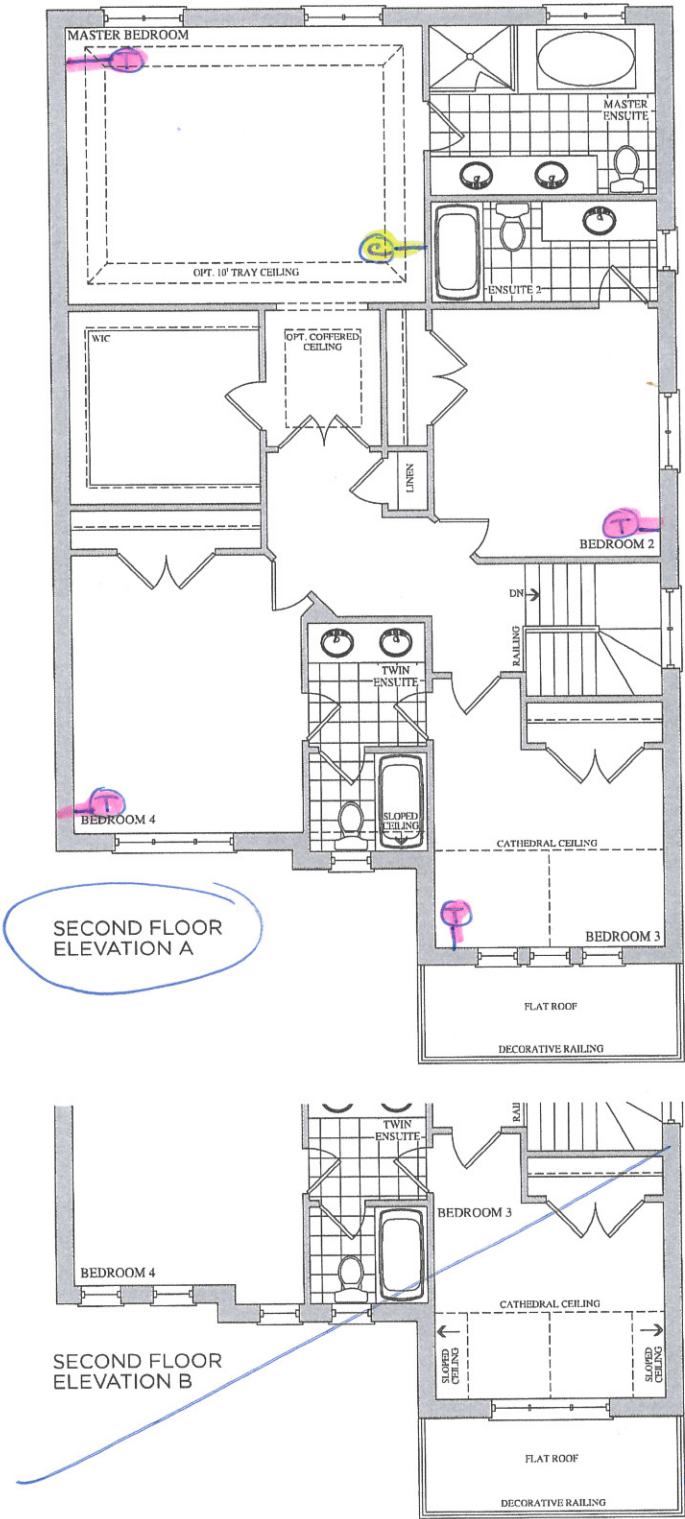 MASTER BEDROOM
T
MASTER
ENSUITE
C
OPT. 10' TRAY CEILING
ENSUITE 2
WIC
OPT. COFFERED
CEILING
LINEN
T
BEDROOM 2
DN
RAILING
TWIN
ENSUITE
T
BEDROOM 4
SLOPED
CEILING
CATHEDRAL CEILING
T
BEDROOM 3
SECOND FLOOR
ELEVATION A
FLAT ROOF
DECORATIVE RAILING
RAI
TWIN
ENSUITE
BEDROOM 3
BEDROOM 4
CATHEDRAL CEILING
SLOPED
CEILING
SLOPED
CEILING
SECOND FLOOR
ELEVATION B
FLAT ROOF
DECORATIVE RAILING